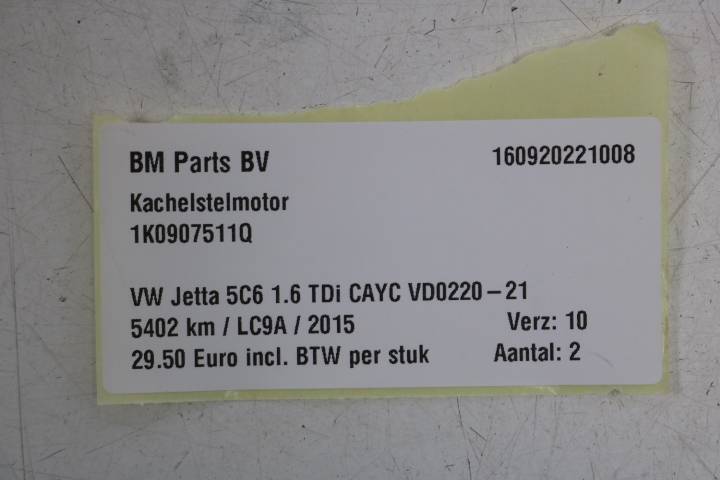 BM Parts BV 160920221008
Kachelstelmotor
1K0907511Q
VW Jetta 5C6 1.6 TDi CAYC VD0220-21
5402 km / LC9A / 2015 Verz: 10
29.50 Euro incl. BTW per stuk Aantal: 2